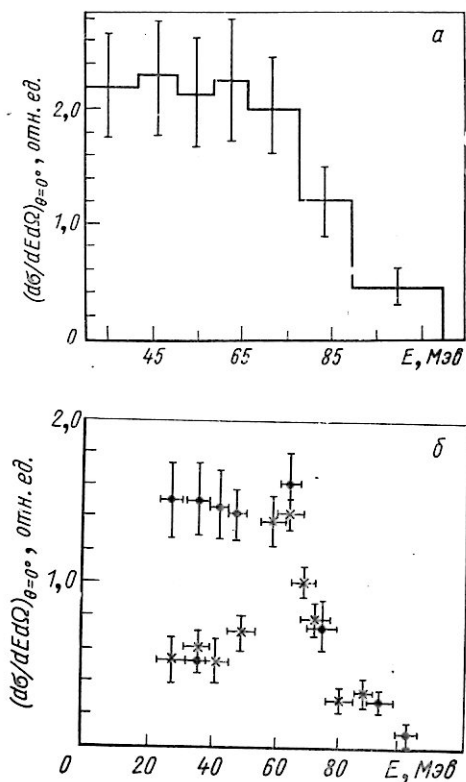 а
(dσ/dEdΩ)θ=0°, отн. ед.
2,0
1,0
0
45 65 85 E, Мэв
б
(dσ/dEdΩ)θ=0°, отн. ед.
2,0
1,0
0 20 40 60 80 E, Мэв